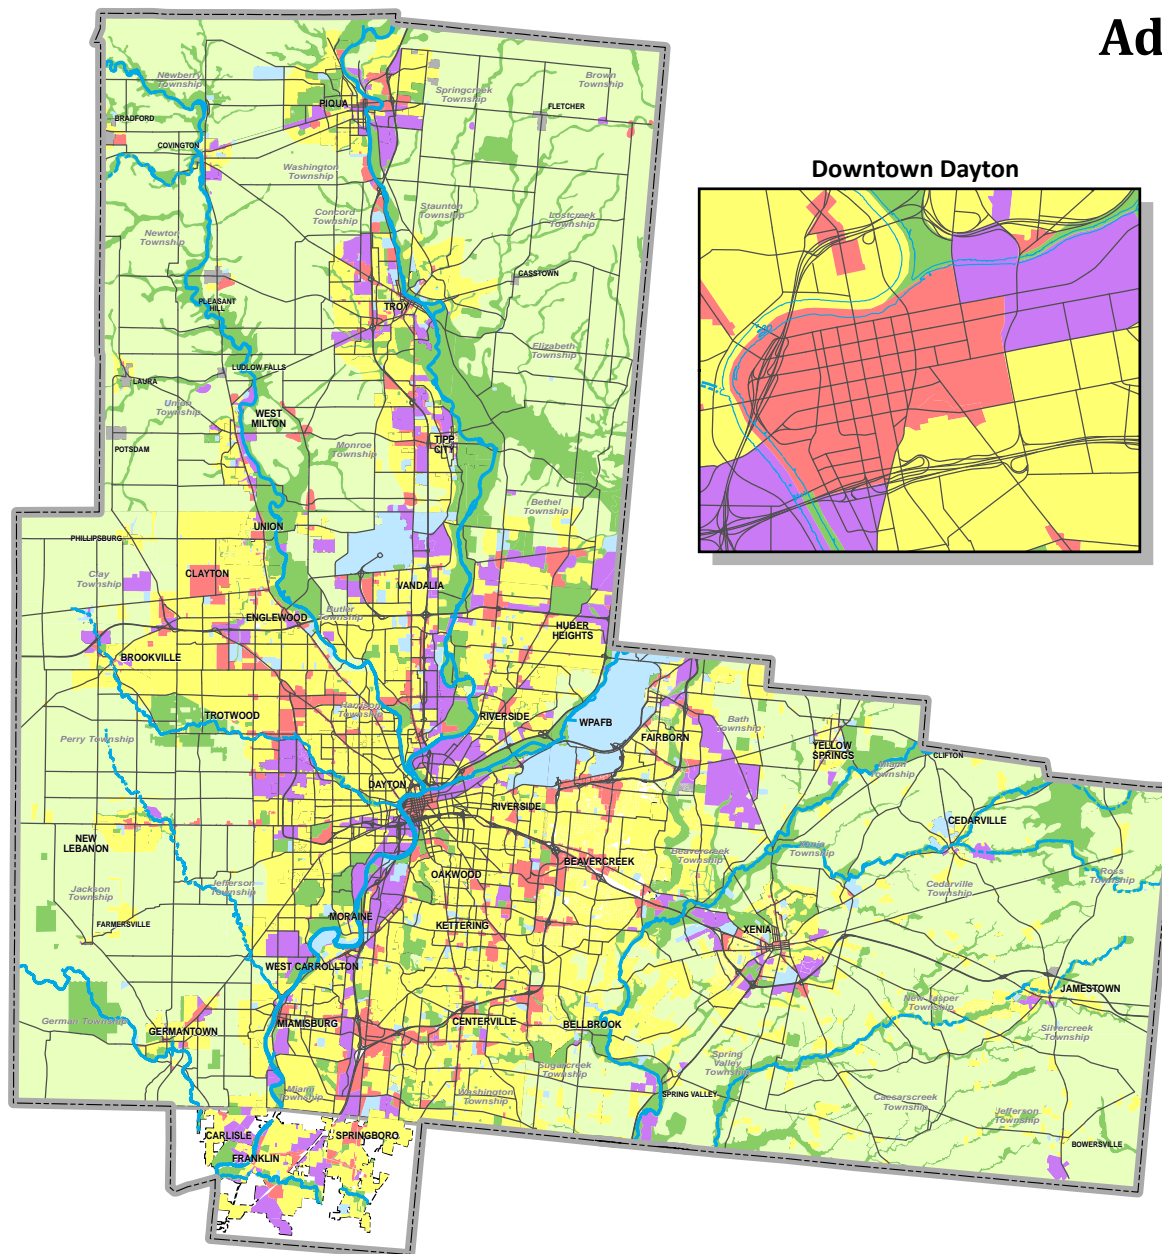 Ad
Downtown Dayton
Newberry
Township
BRADFORD
COVINGTON
PIQUA
Springcreek
Township
Brown
Township
FLETCHER
Washington
Township
Concord
Township
Staunton
Township
Lostcreek
Township
Newton
Township
CASSTOWN
PLEASANT
HILL
TROY
Elizabeth
Township
LUDLOW FALLS
LAURA
Union
Township
WEST
MILTON
POTSDAM
Monroe
Township
TIPP
CITY
Bethel
Township
UNION
PHILLIPSBURG
Clay
Township
CLAYTON
VANDALIA
ENGLEWOOD
Butler
Township
HUBER
HEIGHTS
BROOKVILLE
TROTWOOD
Harrison
Township
RIVERSIDE
WPAFB
FAIRBORN
Bath
Township
Perry Township
YELLOW
SPRINGS
CLIFTON
Miami
Township
DAYTON
RIVERSIDE
CEDARVILLE
NEW
LEBANON
BEAVERCREEK
Beavercreek
Township
Xenia
Township
OAKWOOD
Jackson
Township
Jefferson
Township
Cedarville
Township
Ross
Township
FARMERSVILLE
MORAINE
KETTERING
XENIA
WEST CARROLLTON
JAMESTOWN
New Jasper
Township
German Township
GERMANTOWN
MIAMISBURG
CENTERVILLE
BELLBROOK
Silvercreek
Township
Sugarcreek
Township
Spring
Valley
Township
Miami
Township
Washington
Township
SPRING VALLEY
Caesarscreek
Township
Jefferson
Township
CARLISLE
SPRINGBORO
BOWERSVILLE
FRANKLIN